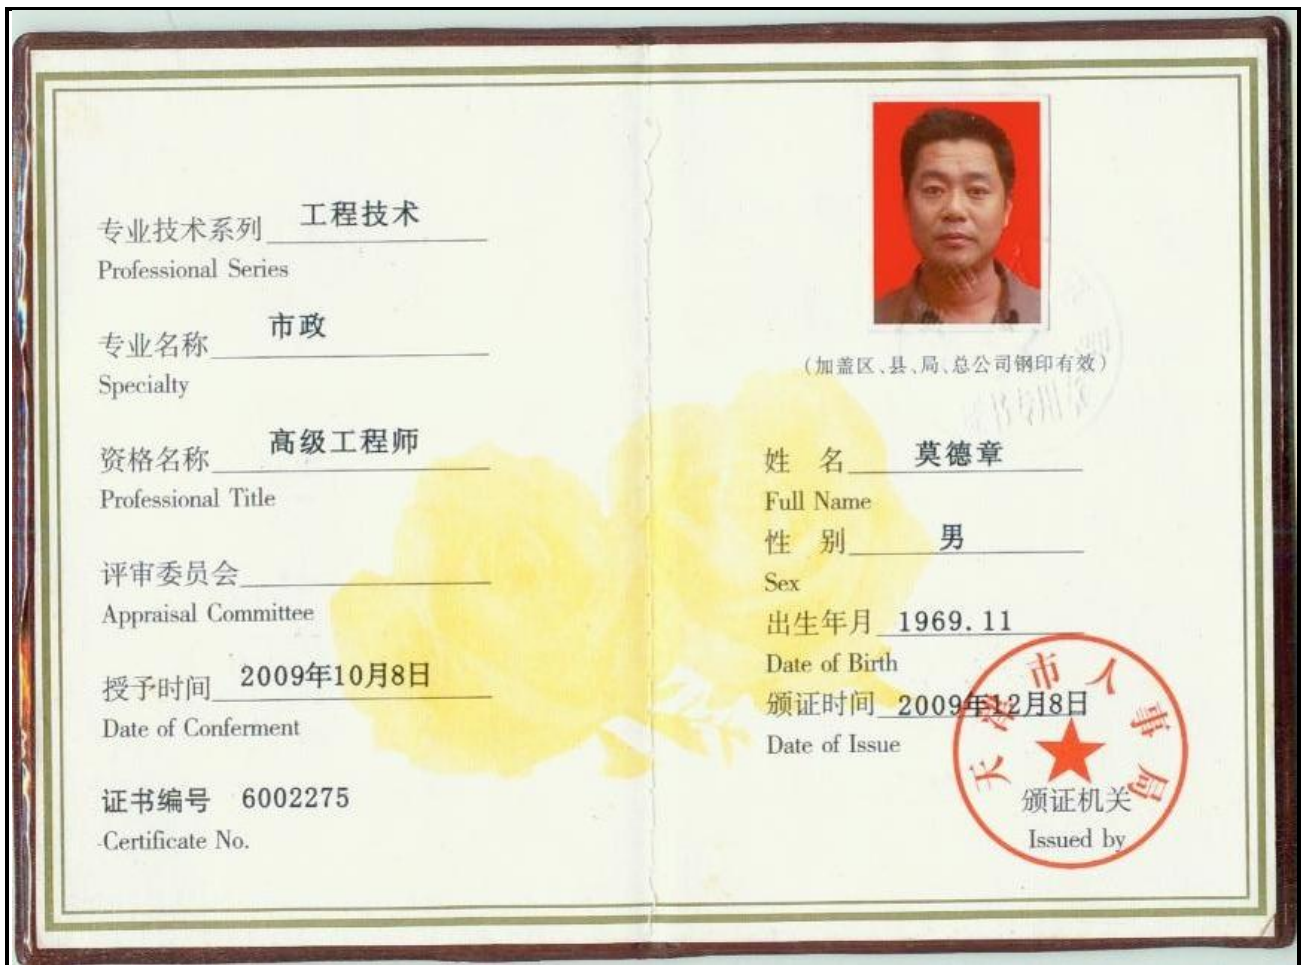 专业技术系列 工程技术
Professional Series
专业名称 市政
Specialty
资格名称 高级工程师
Professional Title
评审委员会
Appraisal Committee
授予时间 2009年10月8日
Date of Conferment
证书编号 6002275
Certificate No.
(加盖区、县、局、总公司钢印有效)
姓 名 莫德章
Full Name
性 别 男
Sex
出生年月 1969.11
Date of Birth
颁证时间 2009年12月8日
Date of Issue
天津市人事局
颁证机关
Issued by